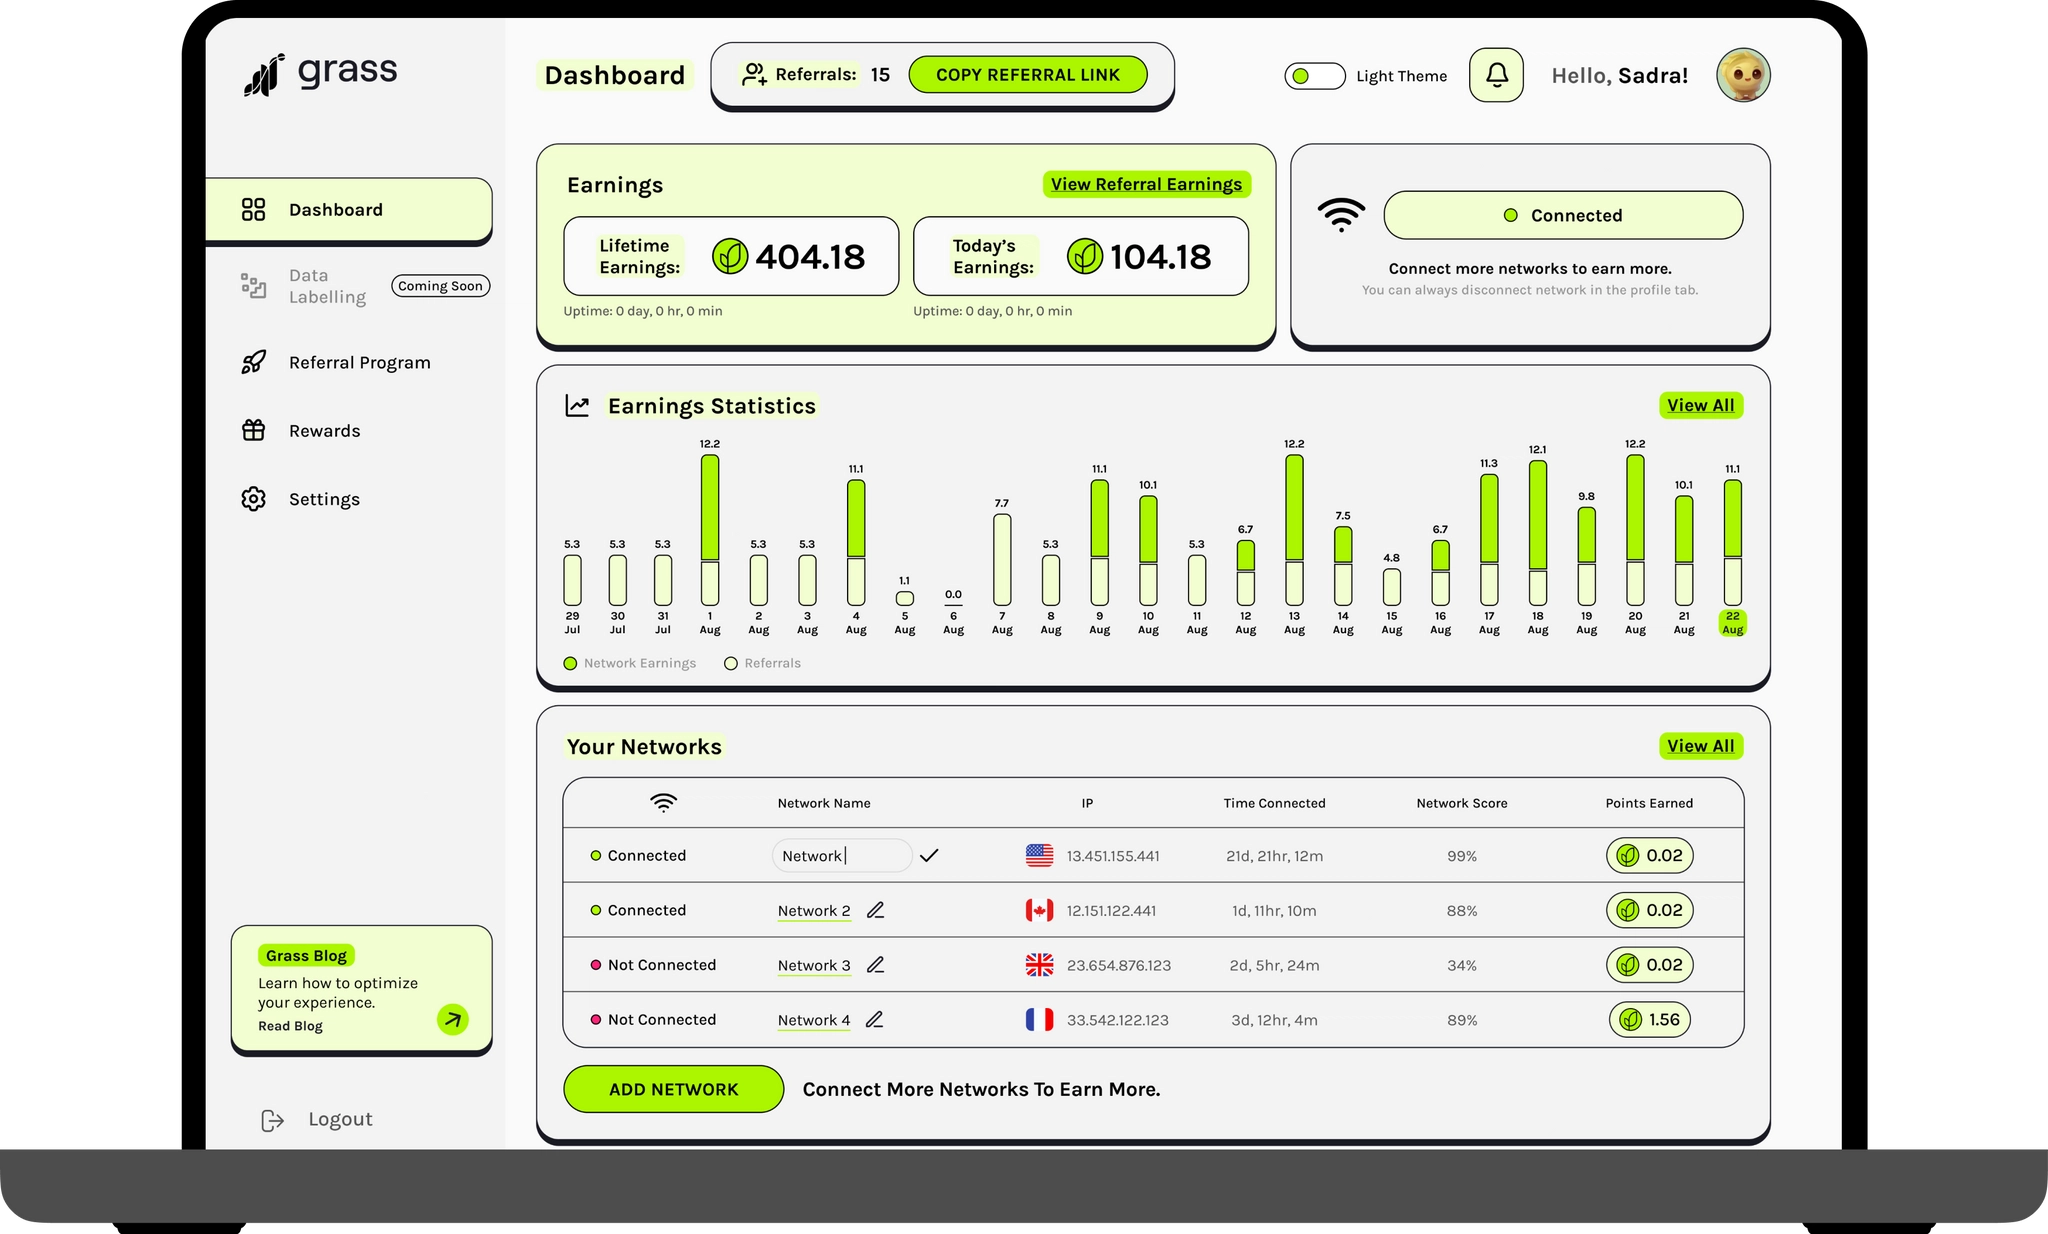 grass
Dashboard
Data
Labelling
Coming Soon
Referral Program
Rewards
Settings
Grass Blog
Learn how to optimize
your experience.
Read Blog
Logout
Dashboard
Referrals: 15
COPY REFERRAL LINK
Light Theme
Hello, Sadra!
Earnings
View Referral Earnings
Lifetime
Earnings:
404.18
Uptime: 0 day, 0 hr, 0 min
Today's
Earnings:
104.18
Uptime: 0 day, 0 hr, 0 min
Connected
Connect more networks to earn more.
You can always disconnect network in the profile tab.
Earnings Statistics
View All
5.3 5.3 5.3 12.2 5.3 5.3 11.1 1.1 0.0 7.7 5.3 11.1 10.1 5.3 6.7 12.2 7.5 4.8 6.7 11.3 12.1 9.8 12.2 10.1 11.1
29 30 31 1 2 3 4 5 6 7 8 9 10 11 12 13 14 15 16 17 18 19 20 21 22
Jul Jul Jul Aug Aug Aug Aug Aug Aug Aug Aug Aug Aug Aug Aug Aug Aug Aug Aug Aug Aug Aug Aug Aug Aug
Network Earnings Referrals
Your Networks
View All
Network Name IP Time Connected Network Score Points Earned
Connected Network 13.451.155.441 21d, 21hr, 12m 99% 0.02
Connected Network 2 12.151.122.441 1d, 11hr, 10m 88% 0.02
Not Connected Network 3 23.654.876.123 2d, 5hr, 24m 34% 0.02
Not Connected Network 4 33.542.122.123 3d, 12hr, 4m 89% 1.56
ADD NETWORK
Connect More Networks To Earn More.